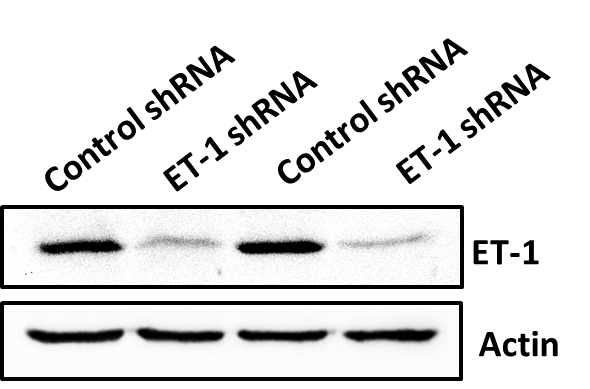 Control shRNA
ET-1 shRNA
Control shRNA
ET-1 shRNA
ET-1
Actin